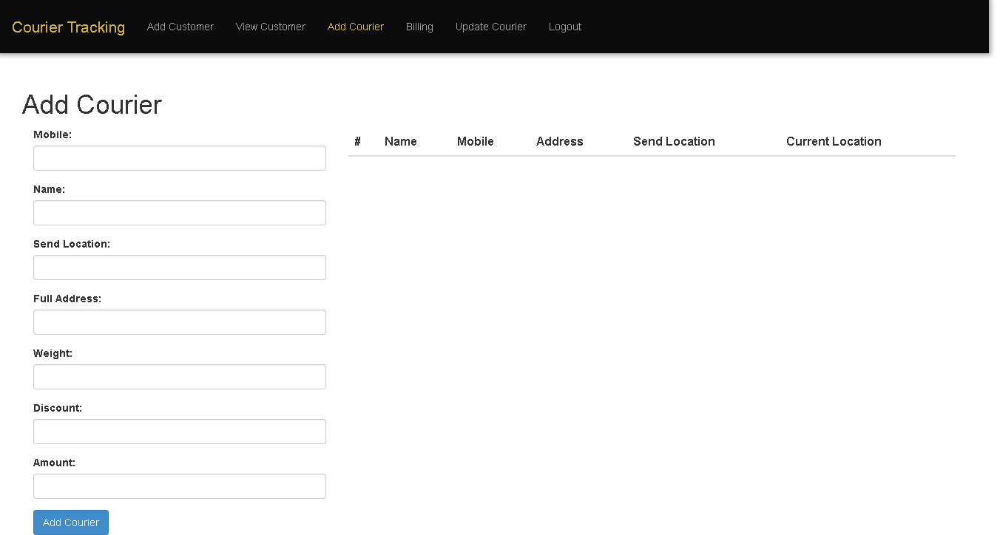 Courier Tracking Add Customer View Customer Add Courier Billing Update Courier Logout
Add Courier
Mobile:
Name:
Send Location:
Full Address:
Weight:
Discount:
Amount:
Add Courier
# Name Mobile Address Send Location Current Location